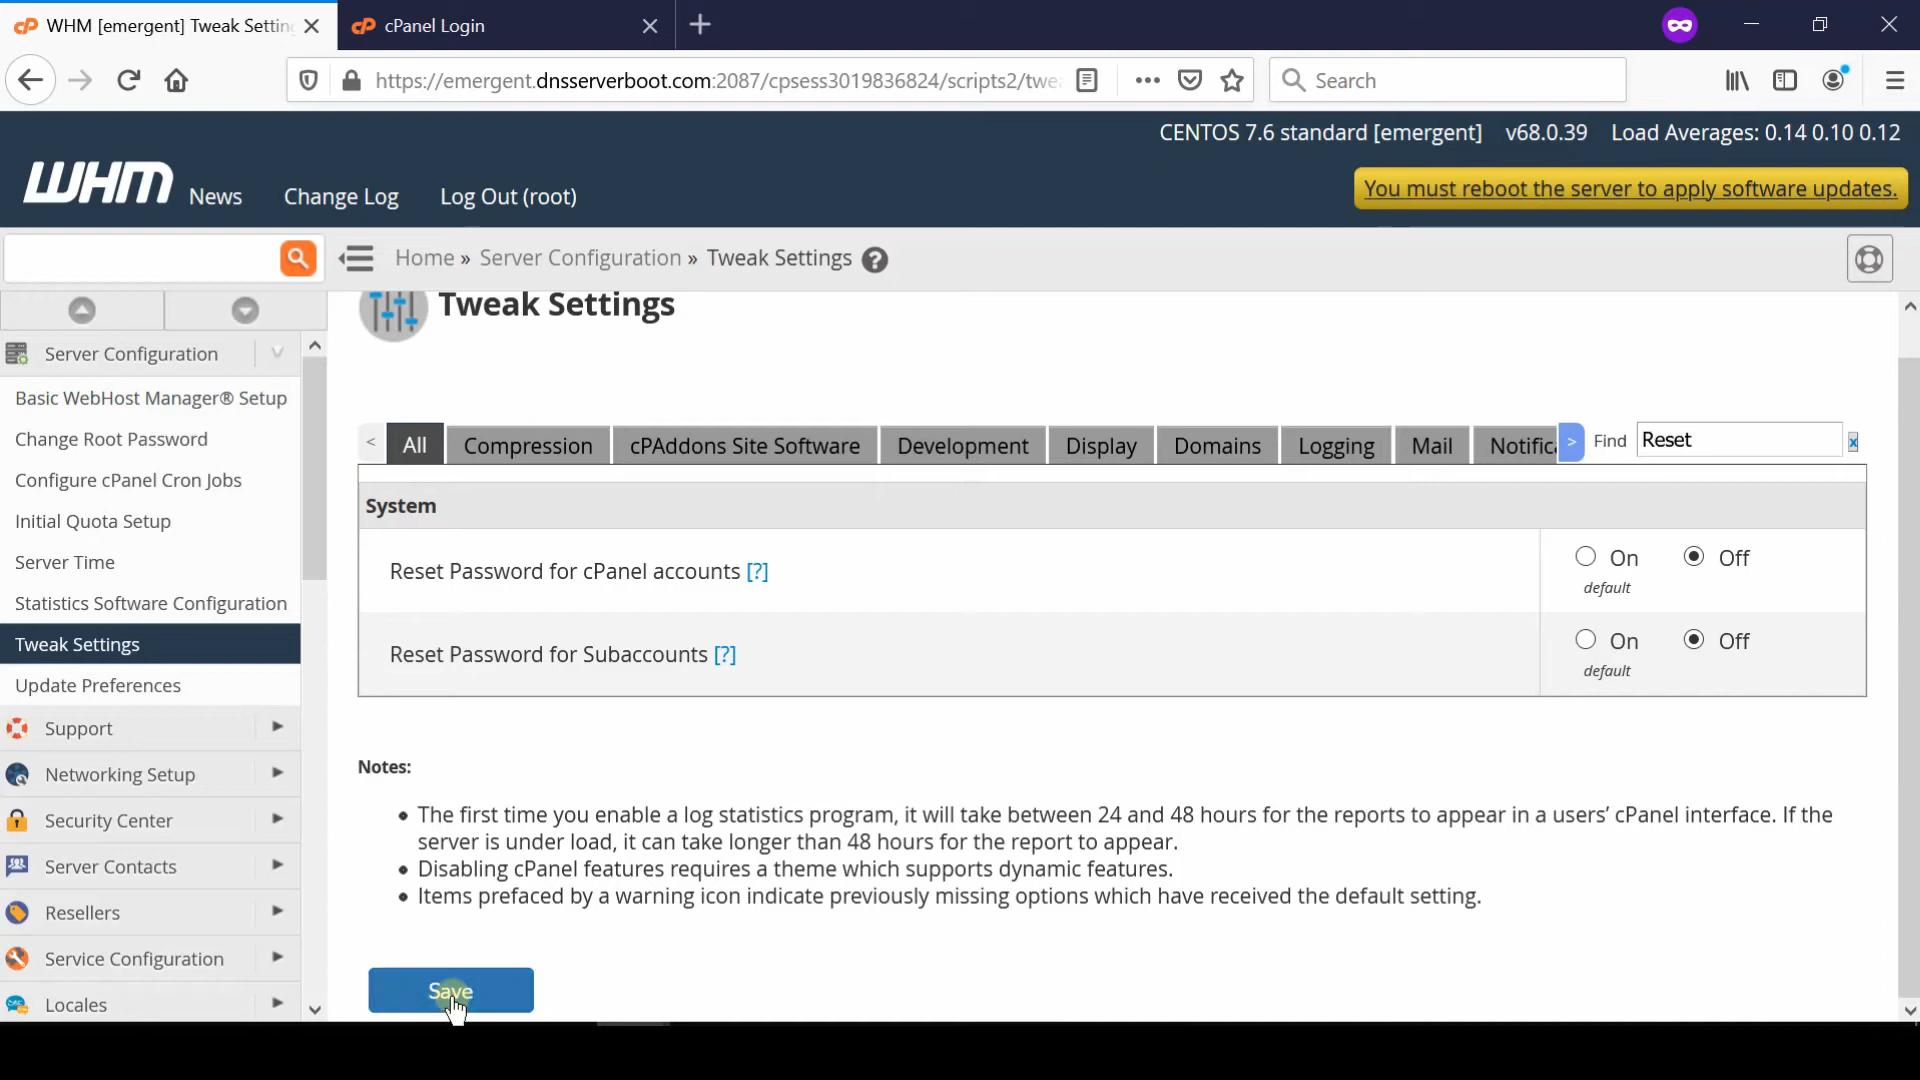 WHM [emergent] Tweak Settin
cPanel Login
https://emergent.dnsserverboot.com:2087/cpsess3019836824/scripts2/twe
Search
CENTOS 7.6 standard [emergent] v68.0.39 Load Averages: 0.14 0.10 0.12
WHM News Change Log Log Out (root)
You must reboot the server to apply software updates.
Home » Server Configuration » Tweak Settings
Tweak Settings
Server Configuration
Basic WebHost Manager® Setup
Change Root Password
Configure cPanel Cron Jobs
Initial Quota Setup
Server Time
Statistics Software Configuration
Tweak Settings
Update Preferences
Support
Networking Setup
Security Center
Server Contacts
Resellers
Service Configuration
Locales
< All Compression cPAddons Site Software Development Display Domains Logging Mail Notific > Find Reset x
System
Reset Password for cPanel accounts [?] On Off
default
Reset Password for Subaccounts [?] On Off
default
Notes:
• The first time you enable a log statistics program, it will take between 24 and 48 hours for the reports to appear in a users’ cPanel interface. If the
server is under load, it can take longer than 48 hours for the report to appear.
• Disabling cPanel features requires a theme which supports dynamic features.
• Items prefaced by a warning icon indicate previously missing options which have received the default setting.
Save